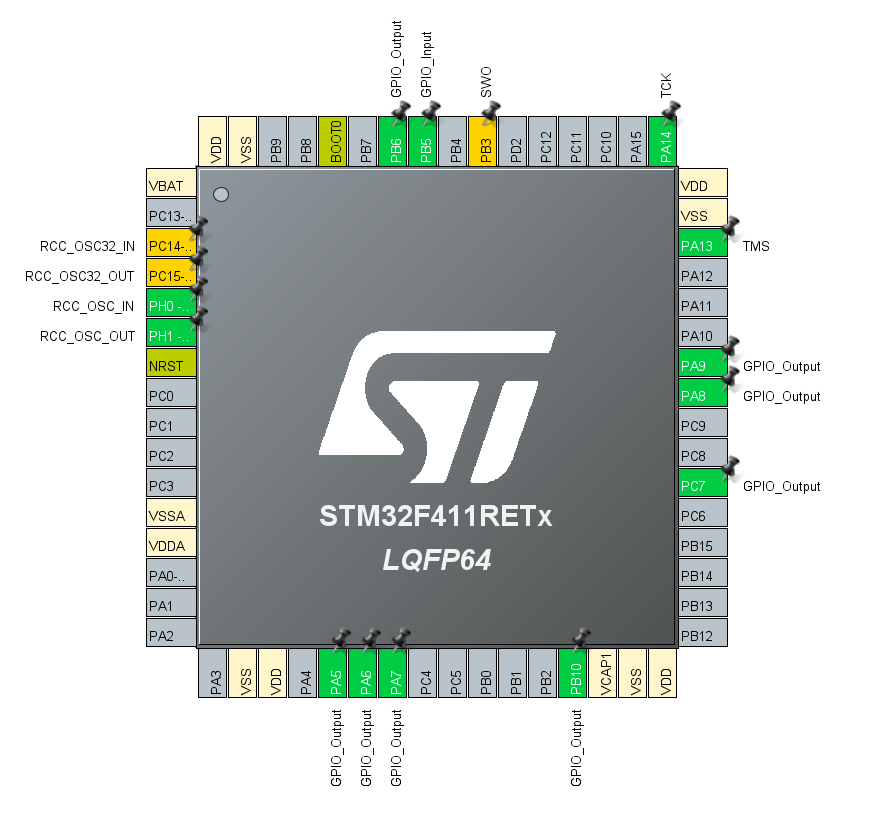 GPIO_Output
GPIO_Input
SWO
TCK
VDD
VSS
PB9
PB8
BOOT0
PB7
PB6
PB5
PB4
PB3
PD2
PC12
PC11
PC10
PA15
PA14
VBAT
PC13-..
RCC_OSC32_IN PC14-..
RCC_OSC32_OUT PC15-..
RCC_OSC_IN PH0 -..
RCC_OSC_OUT PH1 -..
NRST
PC0
PC1
PC2
PC3
VSSA
VDDA
PA0-..
PA1
PA2
ST
STM32F411RETx
LQFP64
VDD
VSS
PA13 TMS
PA12
PA11
PA10
PA9 GPIO_Output
PA8 GPIO_Output
PC9
PC8
PC7 GPIO_Output
PC6
PB15
PB14
PB13
PB12
PA3
VSS
VDD
PA4
PA5
PA6
PA7
PC4
PC5
PB0
PB1
PB2
PB10
VCAP1
VSS
VDD
GPIO_Output
GPIO_Output
GPIO_Output
GPIO_Output